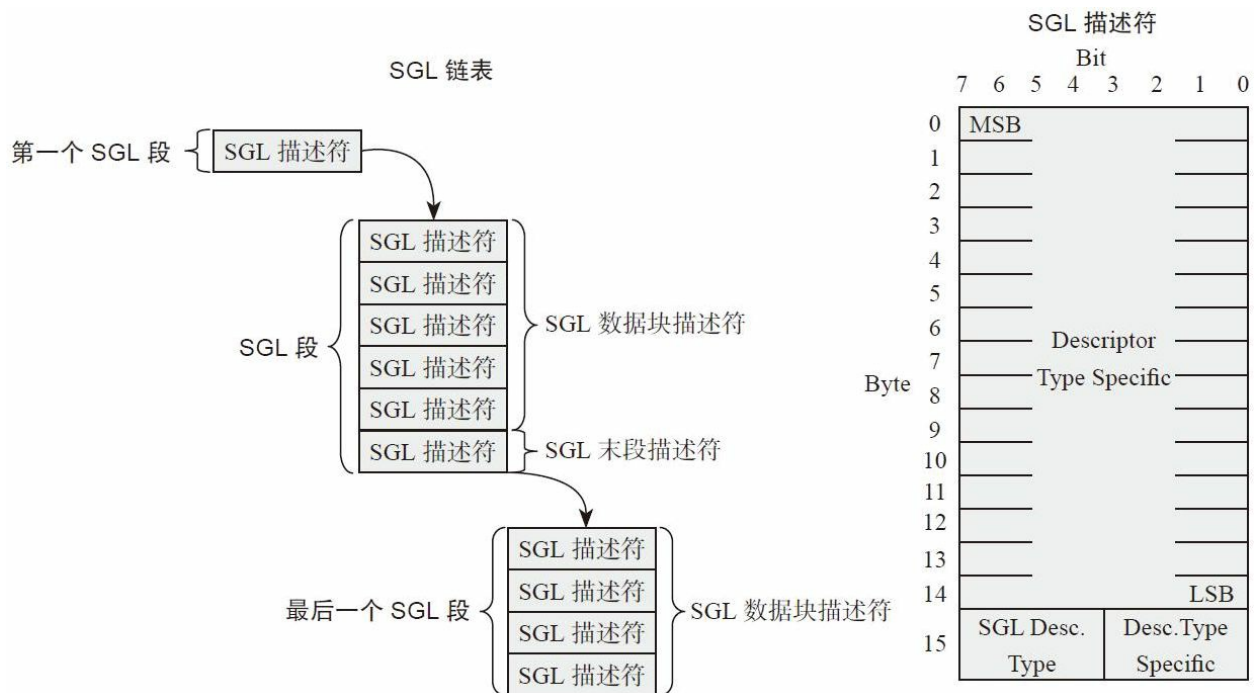 SGL 链表
第一个 SGL 段
SGL 描述符
SGL 段
SGL 描述符
SGL 描述符
SGL 描述符
SGL 描述符
SGL 描述符
SGL 描述符
SGL 数据块描述符
SGL 末段描述符
最后一个 SGL 段
SGL 描述符
SGL 描述符
SGL 描述符
SGL 描述符
SGL 数据块描述符
SGL 描述符
Bit
7 6 5 4 3 2 1 0
Byte
0 MSB
1
2
3
4
5
6
Descriptor
7
Type Specific
8
9
10
11
12
13
14 LSB
15
SGL Desc. Desc.Type
Type Specific